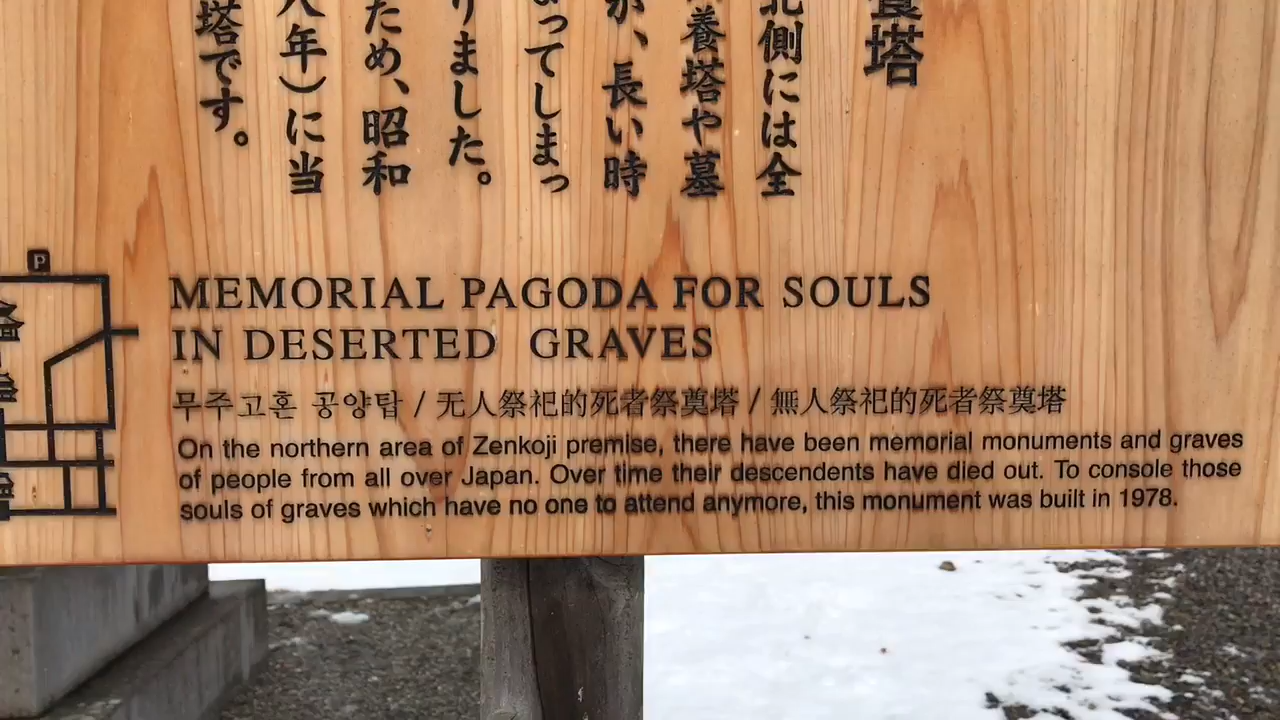 養塔
北側には全
養塔や墓
が、長い時
まってしまっ
りました。
ため、昭和
八年）に当
塔です。
P
MEMORIAL PAGODA FOR SOULS
IN DESERTED GRAVES
무주고혼 공양탑 / 无人祭祀的死者祭奠塔 / 無人祭祀的死者祭奠塔
On the northern area of Zenkoji premise, there have been memorial monuments and graves
of people from all over Japan. Over time their descendents have died out. To console those
souls of graves which have no one to attend anymore, this monument was built in 1978.